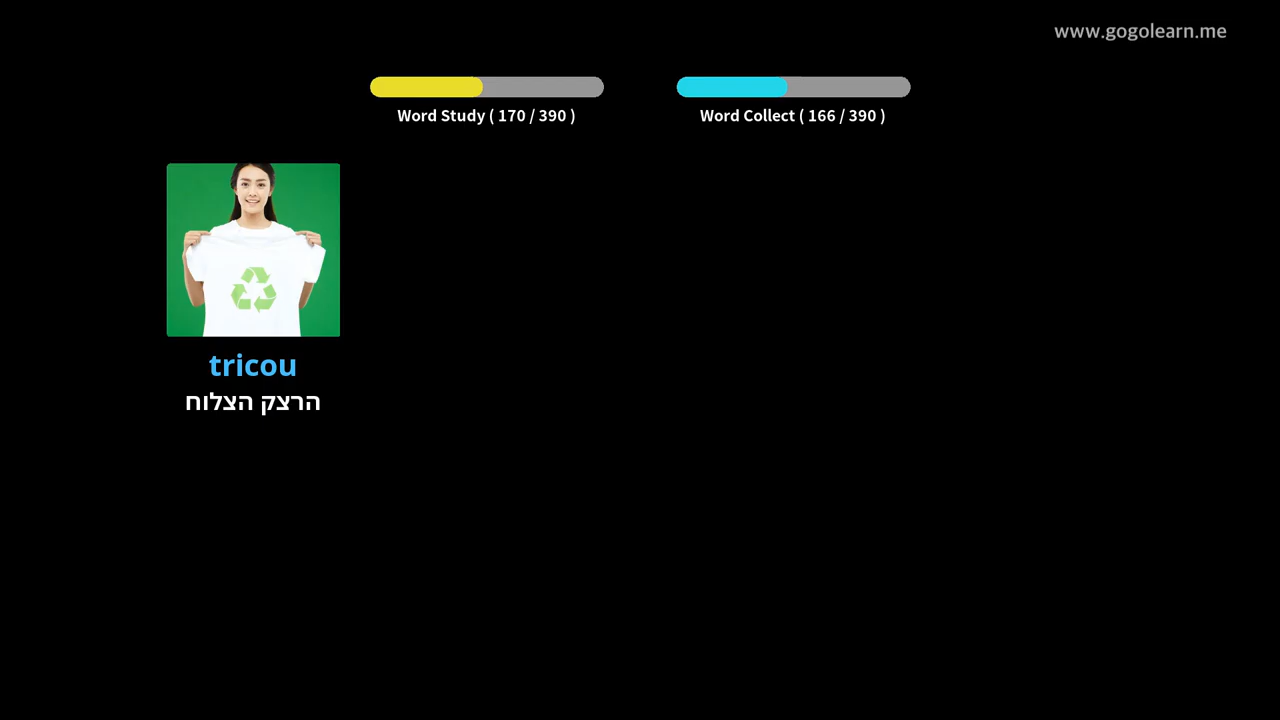 www.gogolearn.me
Word Study ( 170 / 390 )
Word Collect ( 166 / 390 )
tricou
הרצק הצלוח